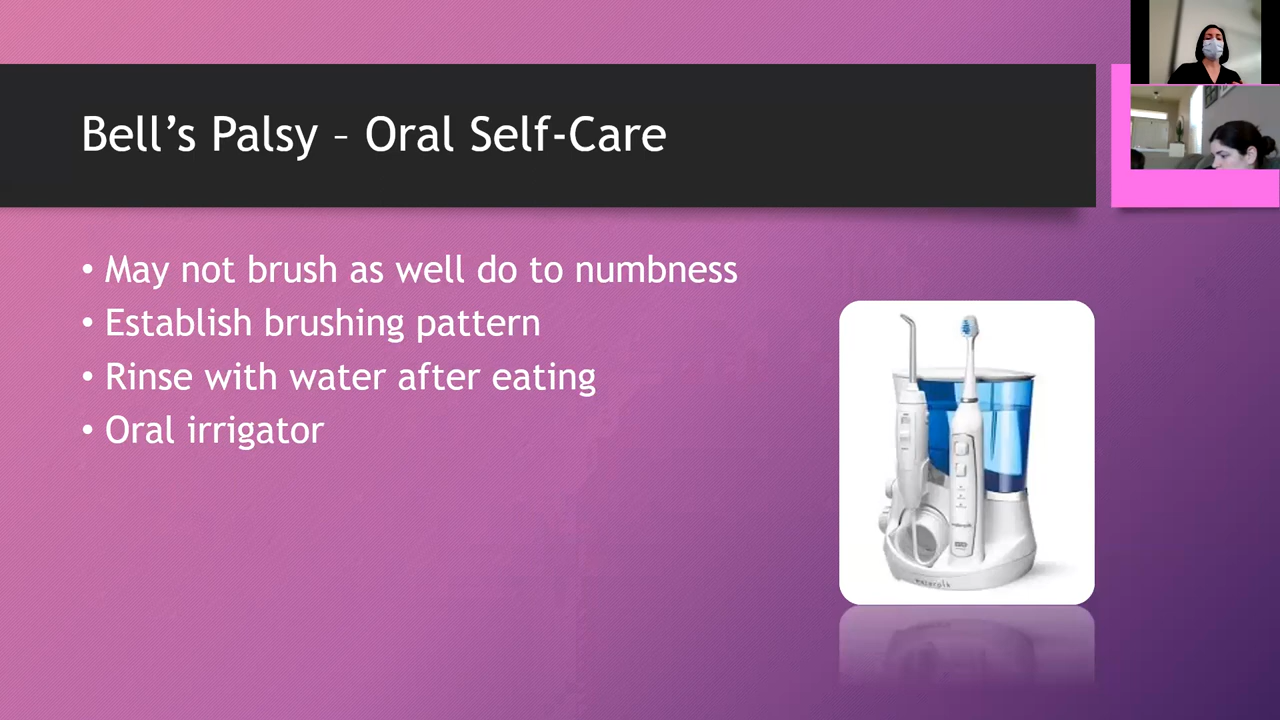 Bell’s Palsy – Oral Self-Care
• May not brush as well do to numbness
• Establish brushing pattern
• Rinse with water after eating
• Oral irrigator
waterpik